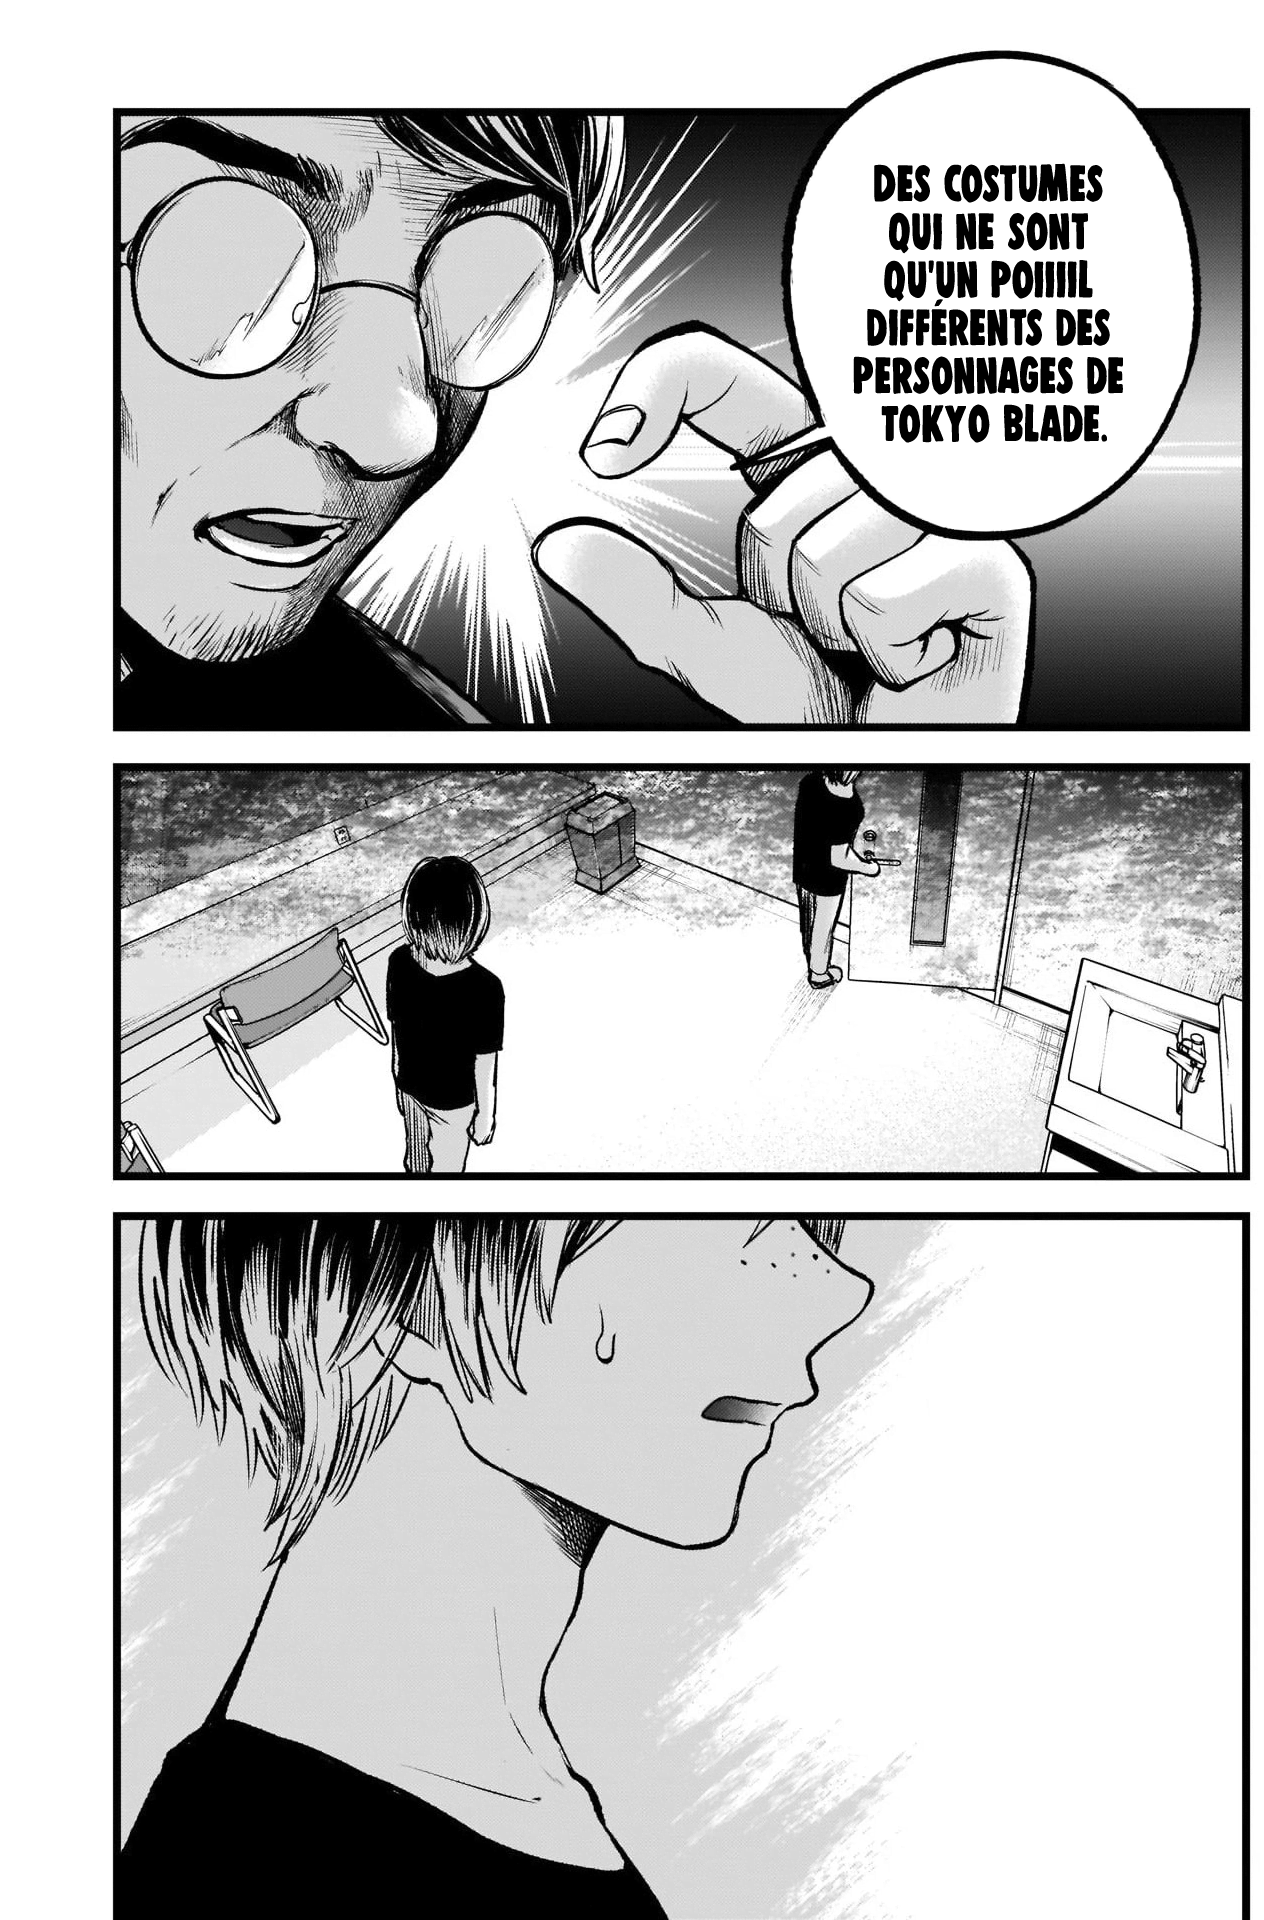 DES COSTUMES
QUI NE SONT
QU'UN POIIIIL
DIFFÉRENTS DES
PERSONNAGES DE
TOKYO BLADE.